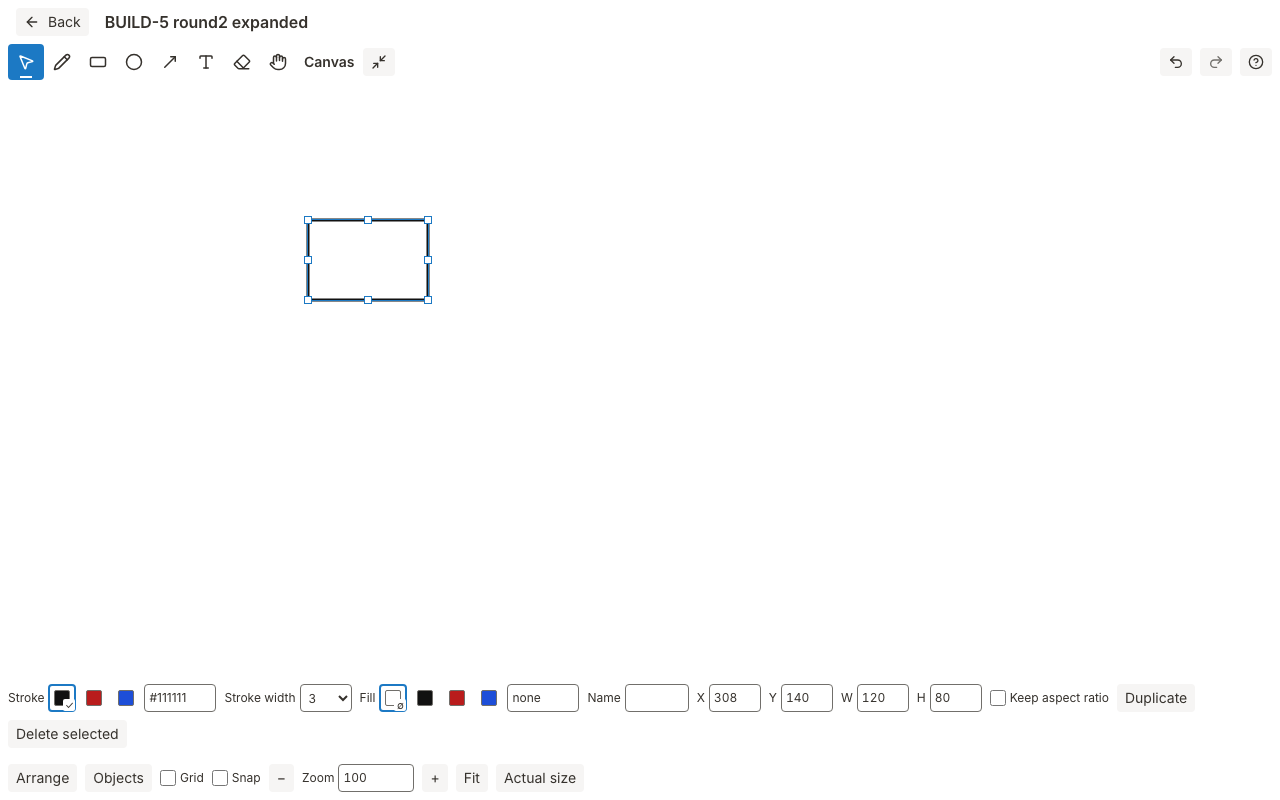 Back BUILD-5 round2 expanded
Canvas
Stroke #111111 Stroke width 3 Fill none Name X 308 Y 140 W 120 H 80 Keep aspect ratio Duplicate
Delete selected
Arrange Objects Grid Snap − Zoom 100 + Fit Actual size